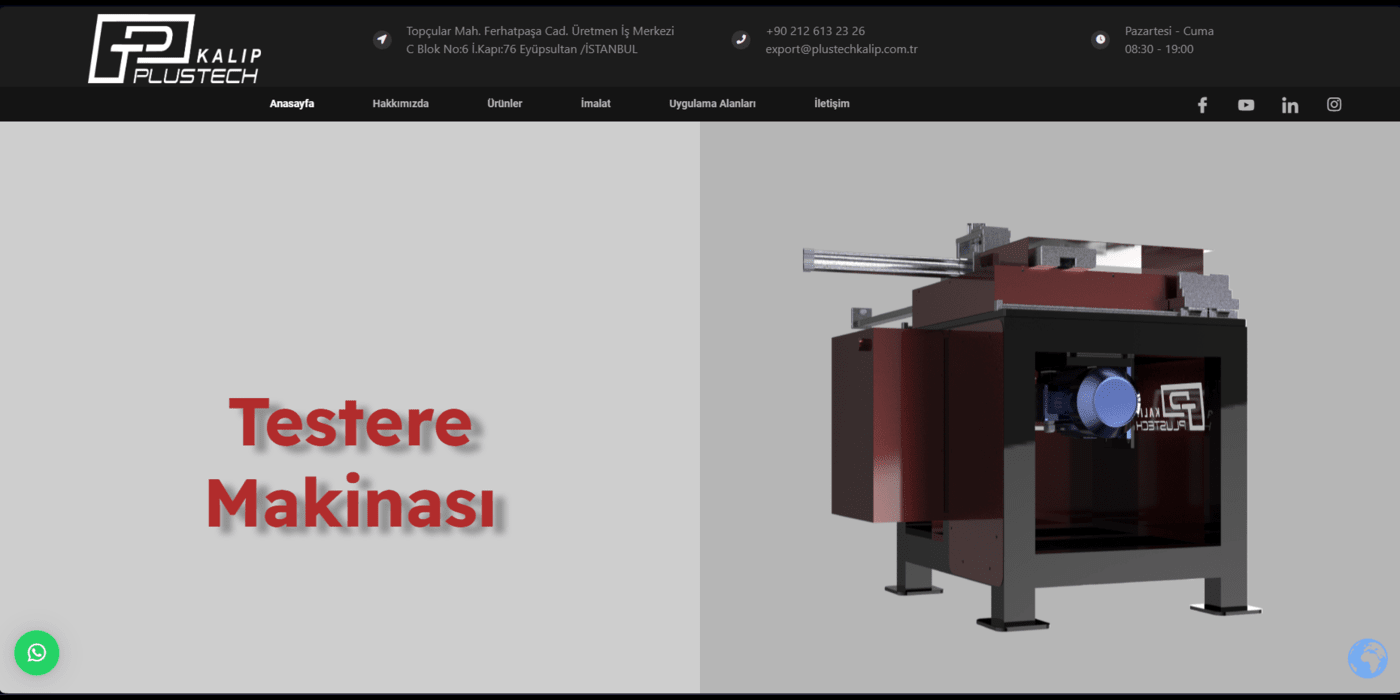 KALIP
PLUSTECH
Topçular Mah. Ferhatpaşa Cad. Üretmen İş Merkezi
C Blok No:6 İ.Kapı:76 Eyüpsultan /İSTANBUL
+90 212 613 23 26
export@plustechkalip.com.tr
Pazartesi - Cuma
08:30 - 19:00
Anasayfa
Hakkımızda
Ürünler
İmalat
Uygulama Alanları
İletişim
Testere
Makinası
KALIP
PLUSTECH